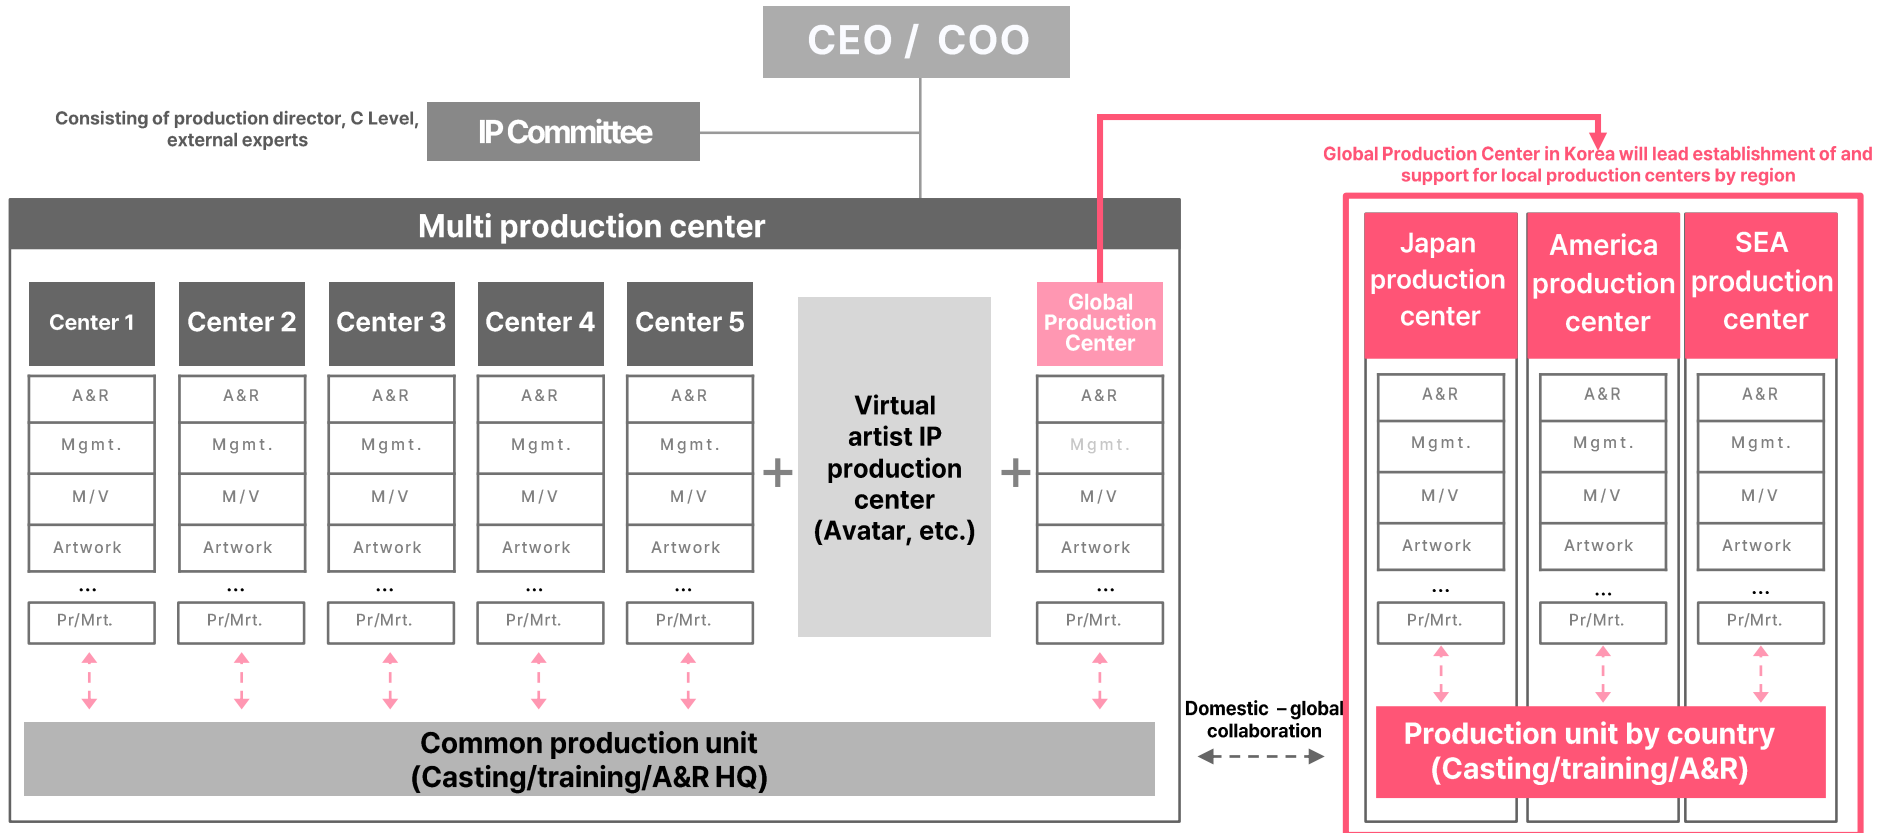 CEO / COO
Consisting of production director, C Level,
external experts
IP Committee
Global Production Center in Korea will lead establishment of and
support for local production centers by region
Multi production center
Center 1
A&R
Mgmt.
M/V
Artwork
...
Pr/Mrt.
Center 2
A&R
Mgmt.
M/V
Artwork
...
Pr/Mrt.
Center 3
A&R
Mgmt.
M/V
Artwork
...
Pr/Mrt.
Center 4
A&R
Mgmt.
M/V
Artwork
...
Pr/Mrt.
Center 5
A&R
Mgmt.
M/V
Artwork
...
Pr/Mrt.
+
Virtual
artist IP
production
center
(Avatar, etc.)
+
Global
Production
Center
A&R
Mgmt.
M/V
Artwork
...
Pr/Mrt.
Common production unit
(Casting/training/A&R HQ)
Domestic – global
collaboration
Japan
production
center
A&R
Mgmt.
M/V
Artwork
...
Pr/Mrt.
America
production
center
A&R
Mgmt.
M/V
Artwork
...
Pr/Mrt.
SEA
production
center
A&R
Mgmt.
M/V
Artwork
...
Pr/Mrt.
Production unit by country
(Casting/training/A&R)